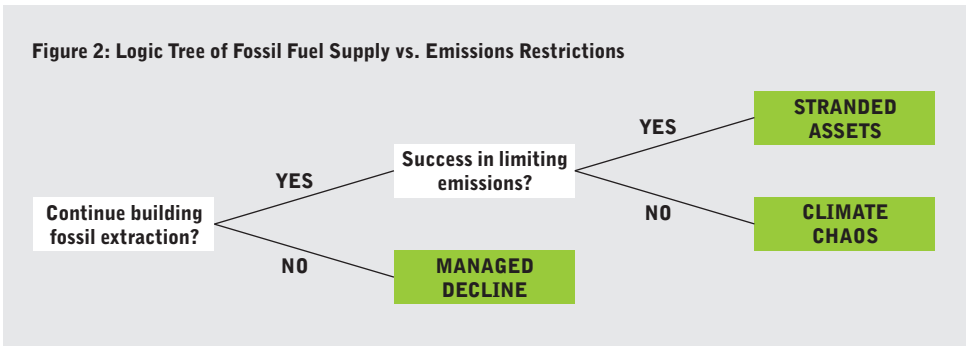 Figure 2: Logic Tree of Fossil Fuel Supply vs. Emissions Restrictions
Continue building
fossil extraction?
YES
NO
Success in limiting
emissions?
MANAGED
DECLINE
YES
NO
STRANDED
ASSETS
CLIMATE
CHAOS